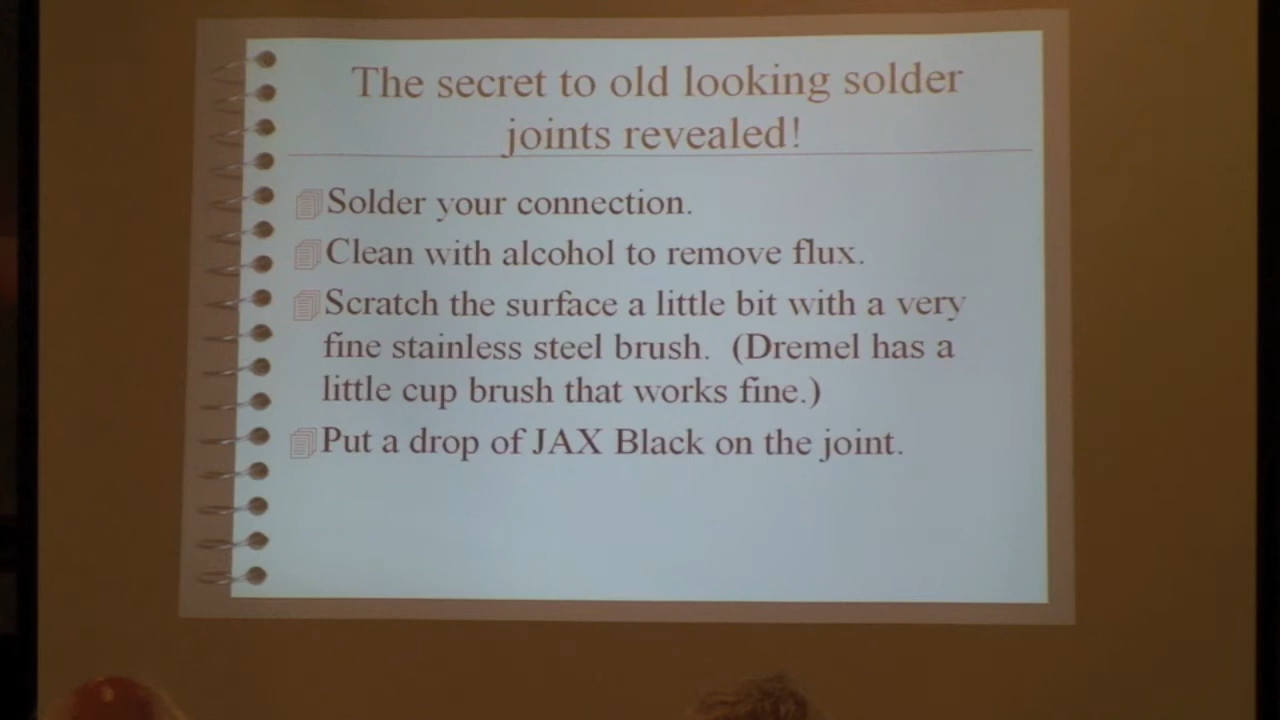 The secret to old looking solder
joints revealed!
Solder your connection.
Clean with alcohol to remove flux.
Scratch the surface a little bit with a very
fine stainless steel brush.  (Dremel has a
little cup brush that works fine.)
Put a drop of JAX Black on the joint.